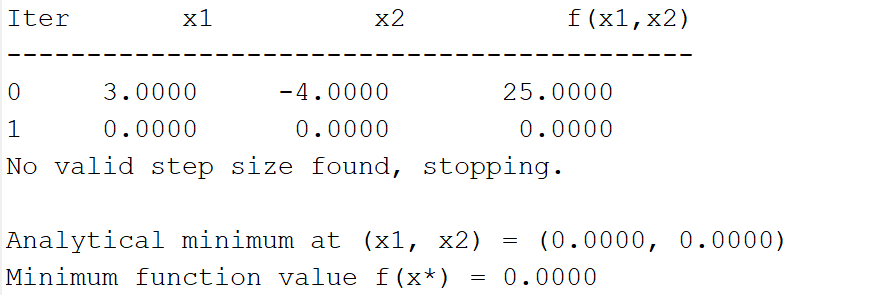 Iter x1 x2 f(x1,x2)
-------------------------------------------
0 3.0000 -4.0000 25.0000
1 0.0000 0.0000 0.0000
No valid step size found, stopping.
Analytical minimum at (x1, x2) = (0.0000, 0.0000)
Minimum function value f(x*) = 0.0000